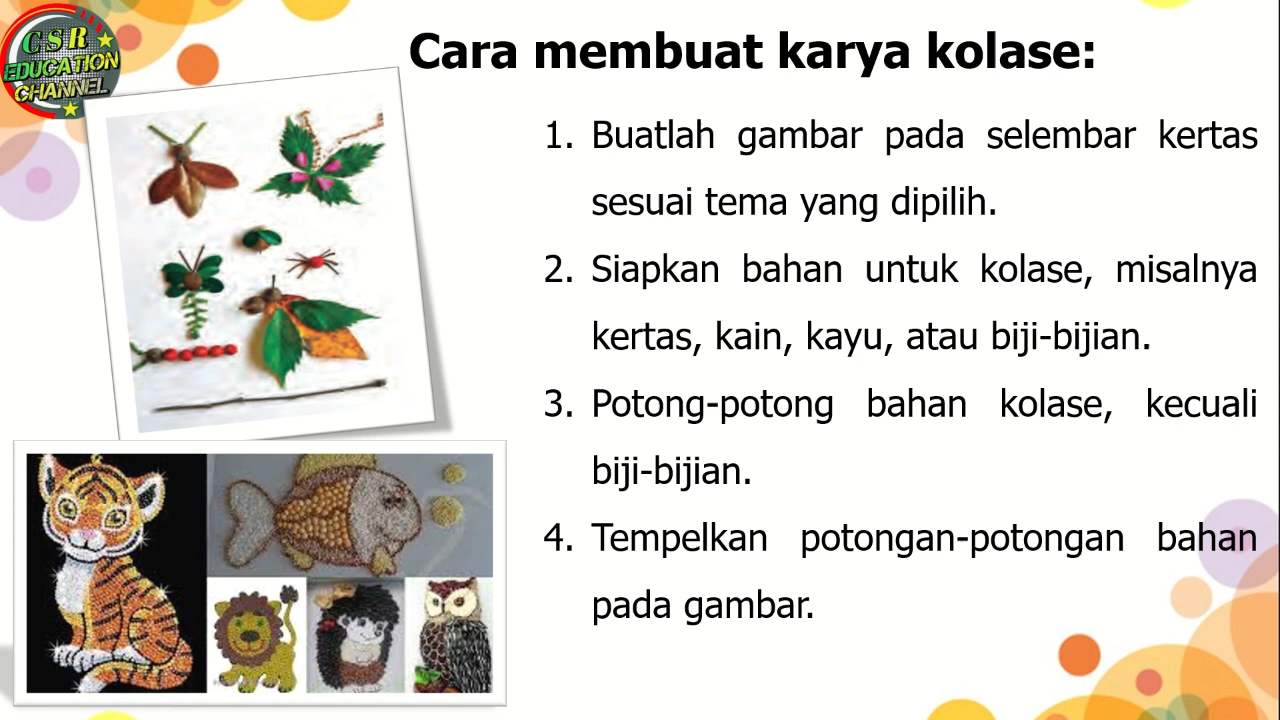 CSR
EDUCATION
CHANNEL
Cara membuat karya kolase:
1. Buatlah gambar pada selembar kertas
sesuai tema yang dipilih.
2. Siapkan bahan untuk kolase, misalnya
kertas, kain, kayu, atau biji-bijian.
3. Potong-potong bahan kolase, kecuali
biji-bijian.
4. Tempelkan potongan-potongan bahan
pada gambar.